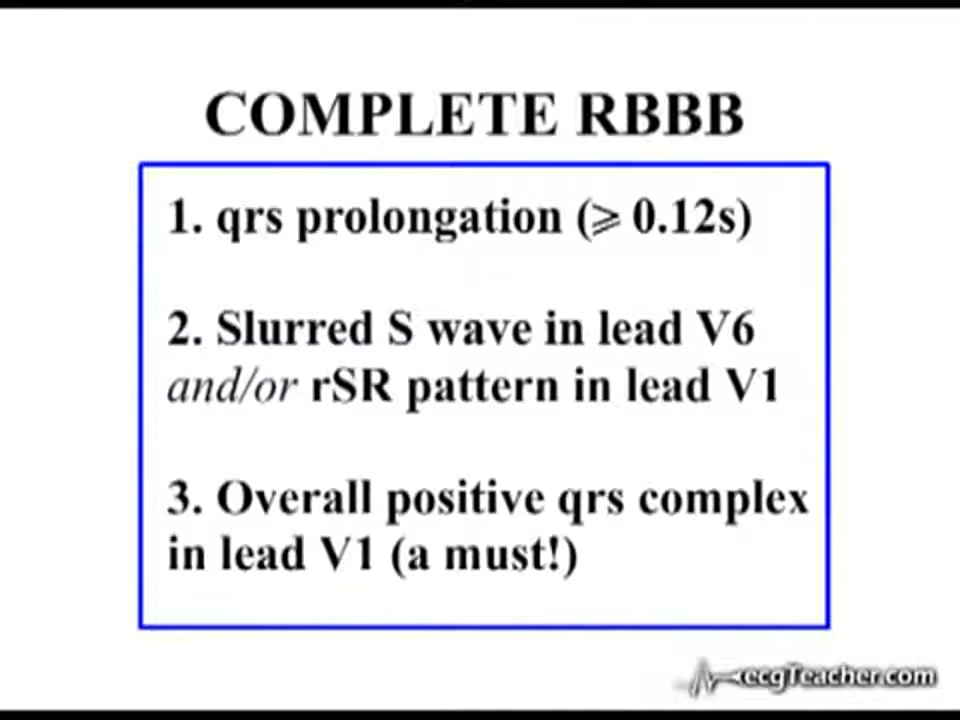 COMPLETE RBBB
1. qrs prolongation (⩾ 0.12s)
2. Slurred S wave in lead V6
and/or rSR pattern in lead V1
3. Overall positive qrs complex
in lead V1 (a must!)
ecgTeacher.com